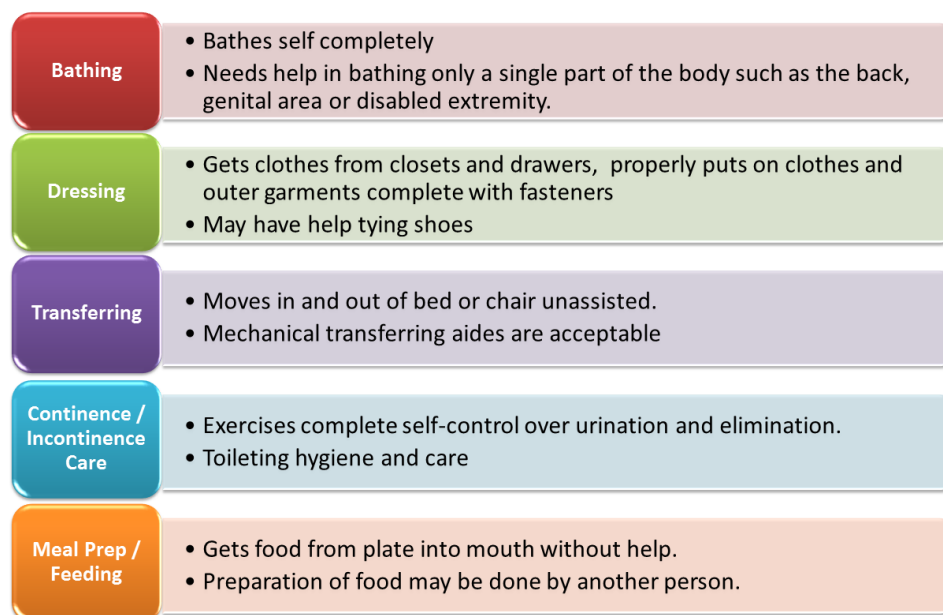 Bathing
• Bathes self completely
• Needs help in bathing only a single part of the body such as the back,
genital area or disabled extremity.
Dressing
• Gets clothes from closets and drawers, properly puts on clothes and
outer garments complete with fasteners
• May have help tying shoes
Transferring
• Moves in and out of bed or chair unassisted.
• Mechanical transferring aides are acceptable
Continence /
Incontinence
Care
• Exercises complete self-control over urination and elimination.
• Toileting hygiene and care
Meal Prep /
Feeding
• Gets food from plate into mouth without help.
• Preparation of food may be done by another person.